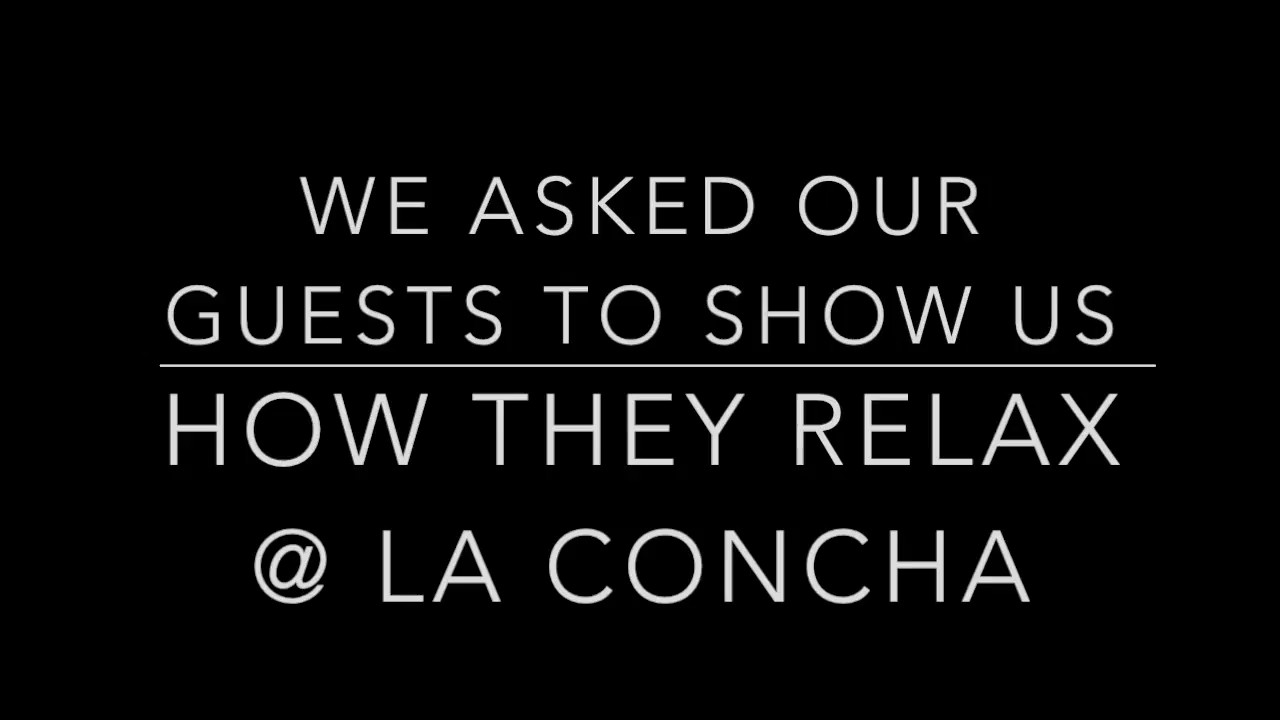 WE ASKED OUR
GUESTS TO SHOW US
HOW THEY RELAX
@ LA CONCHA